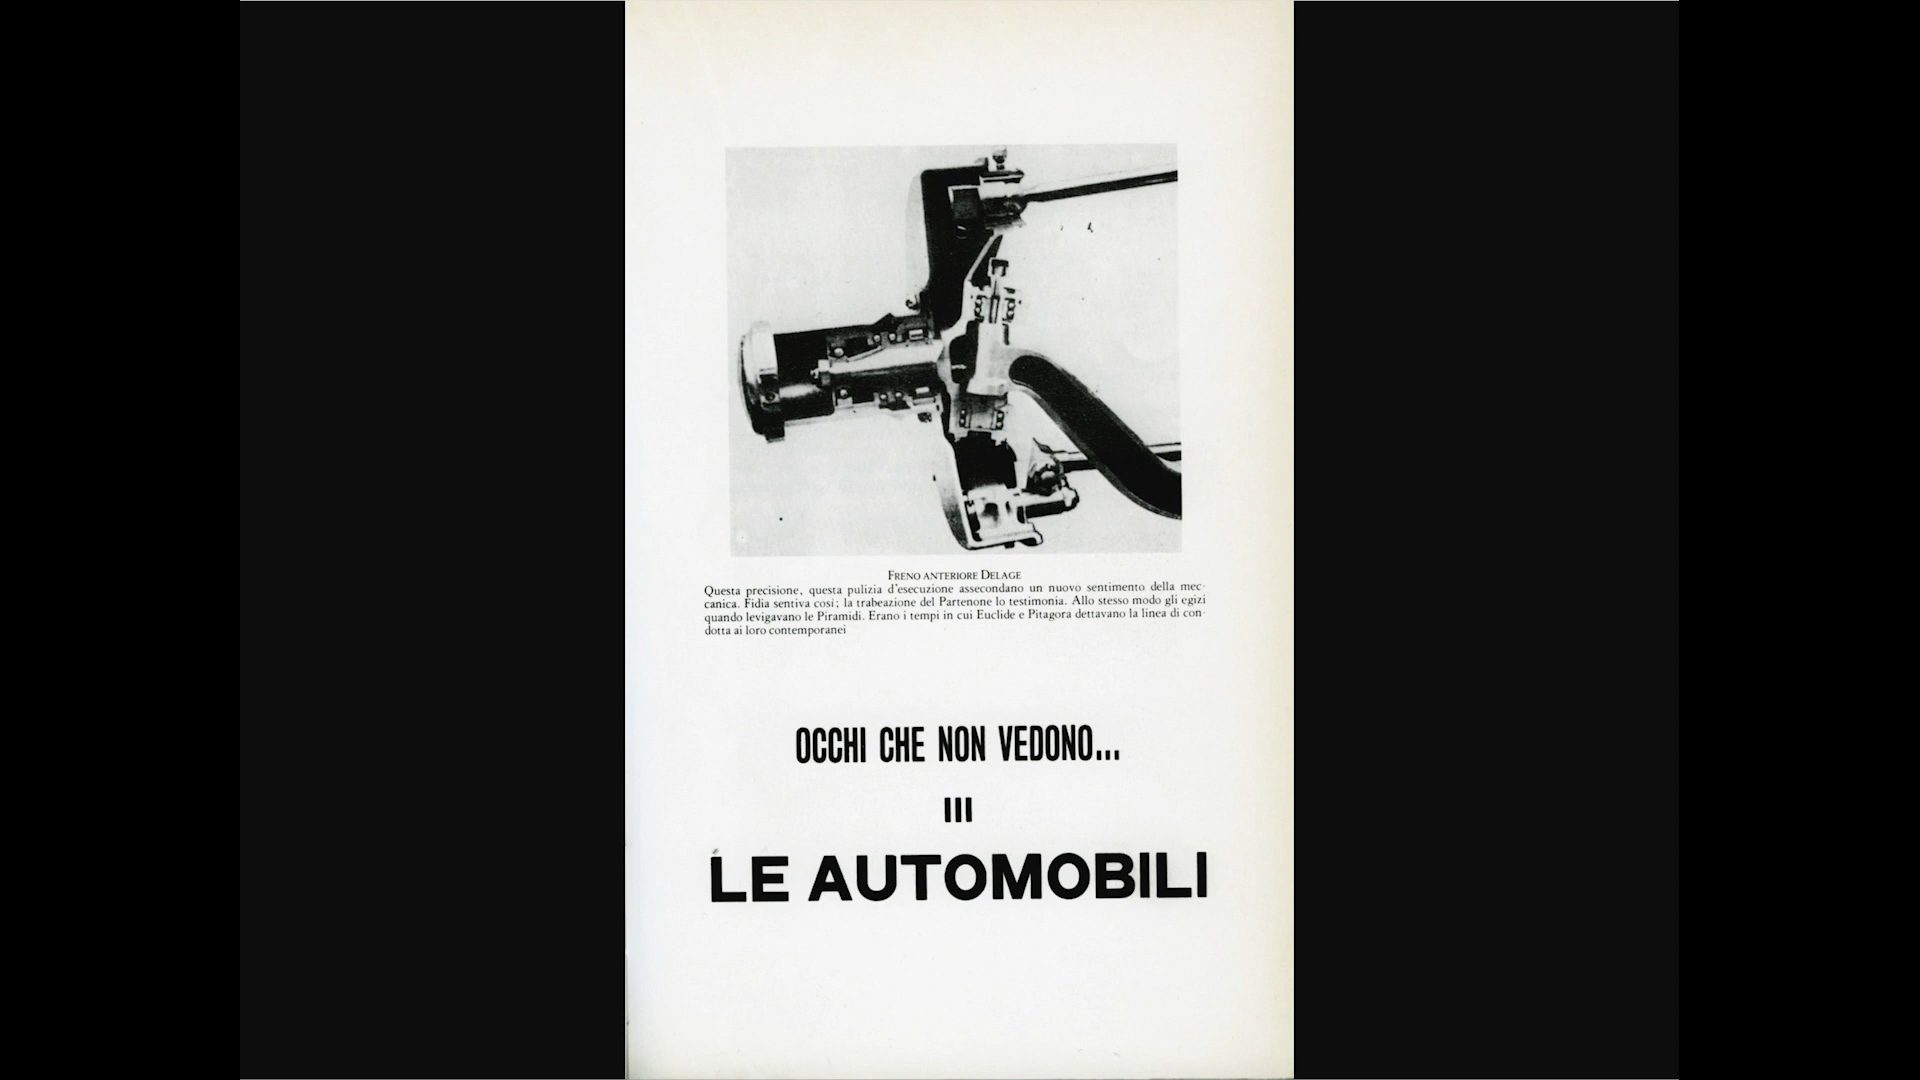 FRENO ANTERIORE DELAGE
Questa precisione, questa pulizia d'esecuzione assecondano un nuovo sentimento della mec-
canica. Fidia sentiva cosí; la trabeazione del Partenone lo testimonia. Allo stesso modo gli egizi
quando levigavano le Piramidi. Erano i tempi in cui Euclide e Pitagora dettavano la linea di con-
dotta ai loro contemporanei
OCCHI CHE NON VEDONO...
III
LE AUTOMOBILI